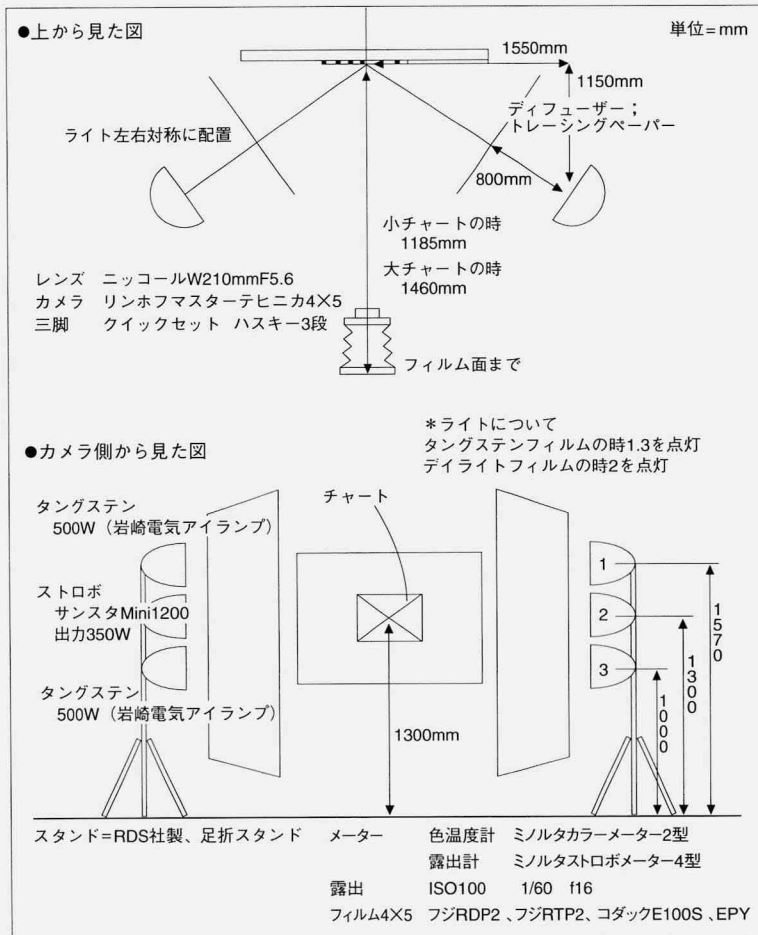 ●上から見た図
単位=mm
1550mm
1150mm
ディフューザー；
トレーシングペーパー
ライト左右対称に配置
800mm
小チャートの時
1185mm
大チャートの時
1460mm
レンズ　ニッコールW210mmF5.6
カメラ　リンホフマスターテヒニカ4×5
三脚　クイックセット　ハスキー3段
フィルム面まで
＊ライトについて
タングステンフィルムの時1.3を点灯
デイライトフィルムの時2を点灯
●カメラ側から見た図
チャート
タングステン
500W（岩崎電気アイランプ）
ストロボ
サンスタMini1200
出力350W
タングステン
500W（岩崎電気アイランプ）
1
2
3
1570
1300
1000
1300mm
スタンド=RDS社製、足折スタンド
メーター　色温度計　ミノルタカラーメーター2型
露出計　ミノルタストロボメーター4型
露出　ISO100　1/60　f16
フィルム4×5　フジRDP2、フジRTP2、コダックE100S、EPY